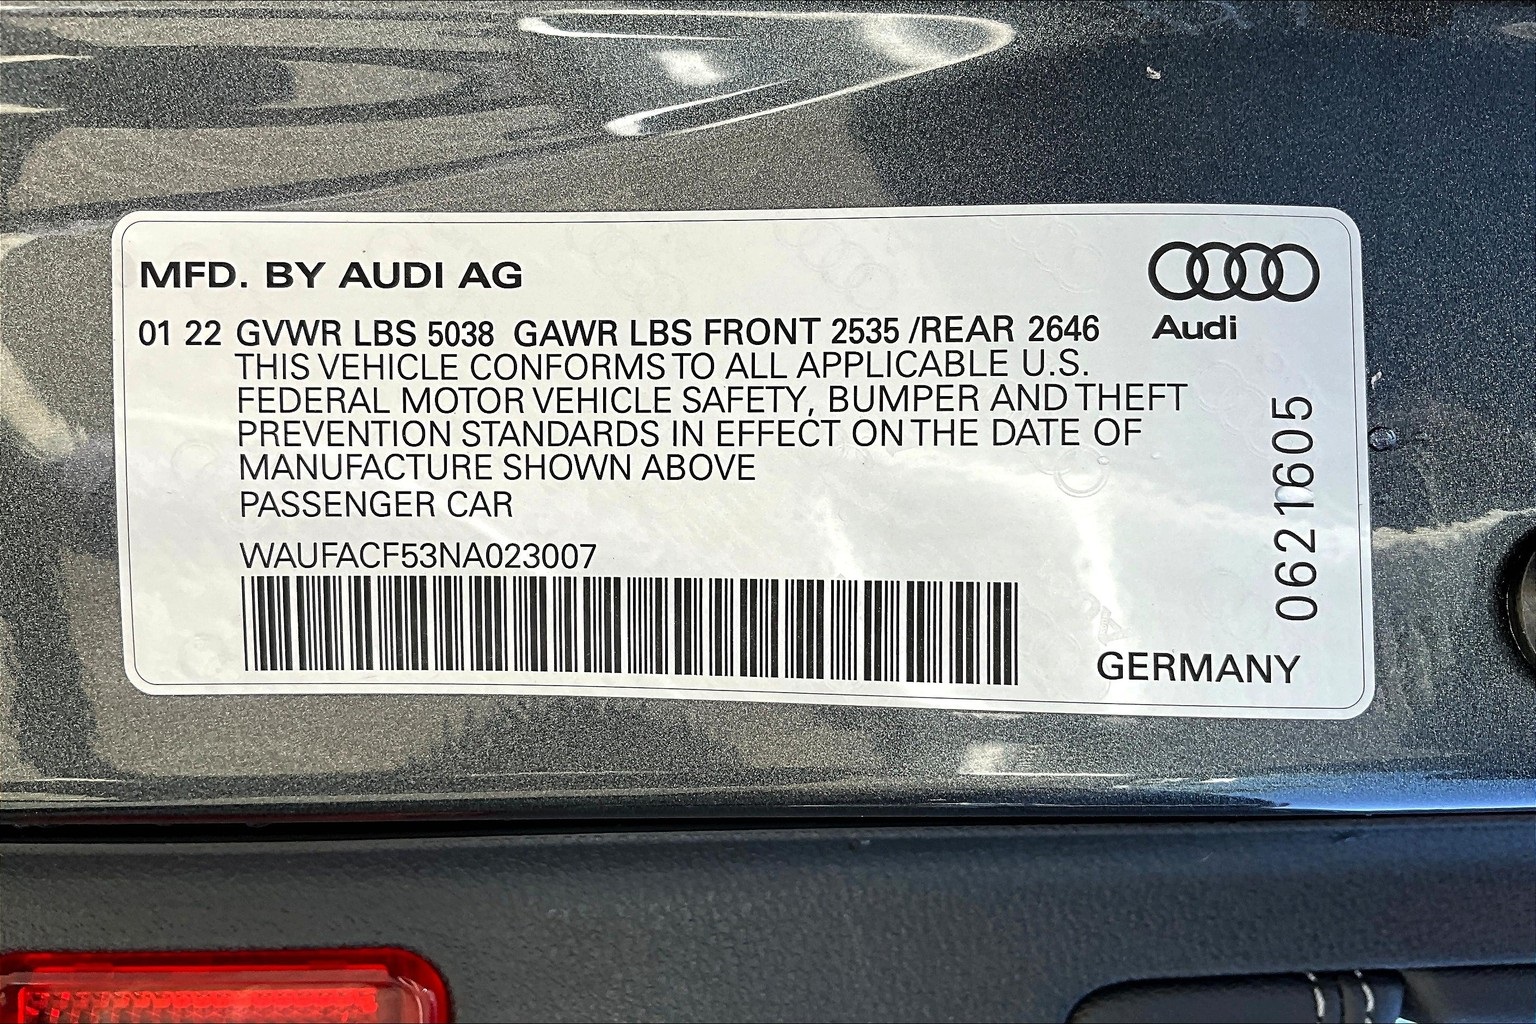 MFD. BY AUDI AG
01 22 GVWR LBS 5038 GAWR LBS FRONT 2535 /REAR 2646
Audi
THIS VEHICLE CONFORMS TO ALL APPLICABLE U.S.
FEDERAL MOTOR VEHICLE SAFETY, BUMPER AND THEFT
PREVENTION STANDARDS IN EFFECT ON THE DATE OF
MANUFACTURE SHOWN ABOVE
PASSENGER CAR
WAUFACF53NA023007
0621605
GERMANY